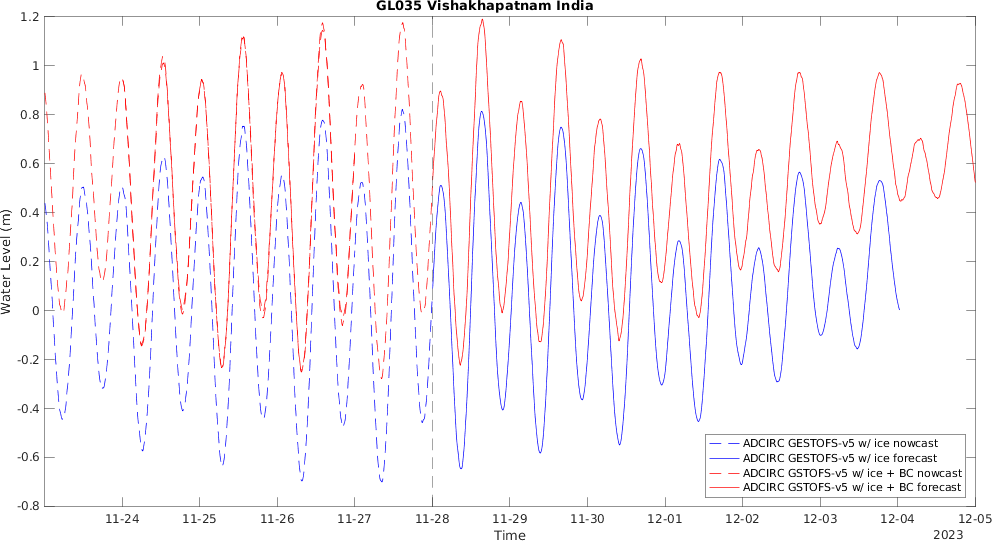 GL035 Vishakhapatnam India
1.2
1
0.8
0.6
0.4
0.2
0
-0.2
-0.4
-0.6
-0.8
Water Level (m)
ADCIRC GESTOFS-v5 w/ ice nowcast
ADCIRC GESTOFS-v5 w/ ice forecast
ADCIRC GSTOFS-v5 w/ ice + BC nowcast
ADCIRC GSTOFS-v5 w/ ice + BC forecast
11-24 11-25 11-26 11-27 11-28 11-29 11-30 12-01 12-02 12-03 12-04 12-05
Time
2023